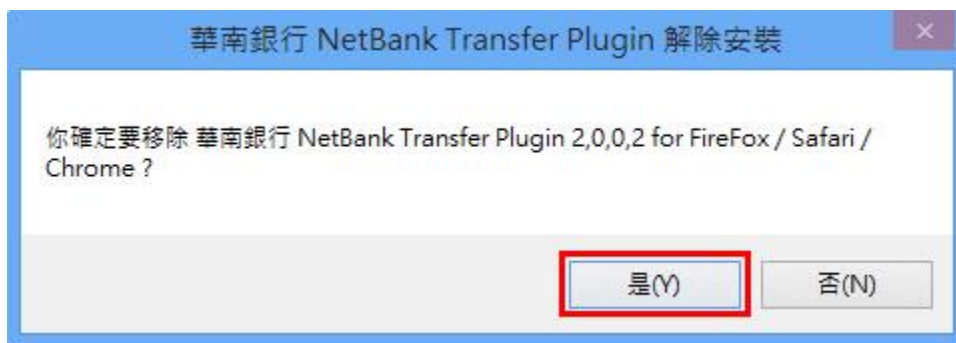 華南銀行 NetBank Transfer Plugin 解除安裝
你確定要移除 華南銀行 NetBank Transfer Plugin 2,0,0,2 for FireFox / Safari /
Chrome ?
是(Y)
否(N)